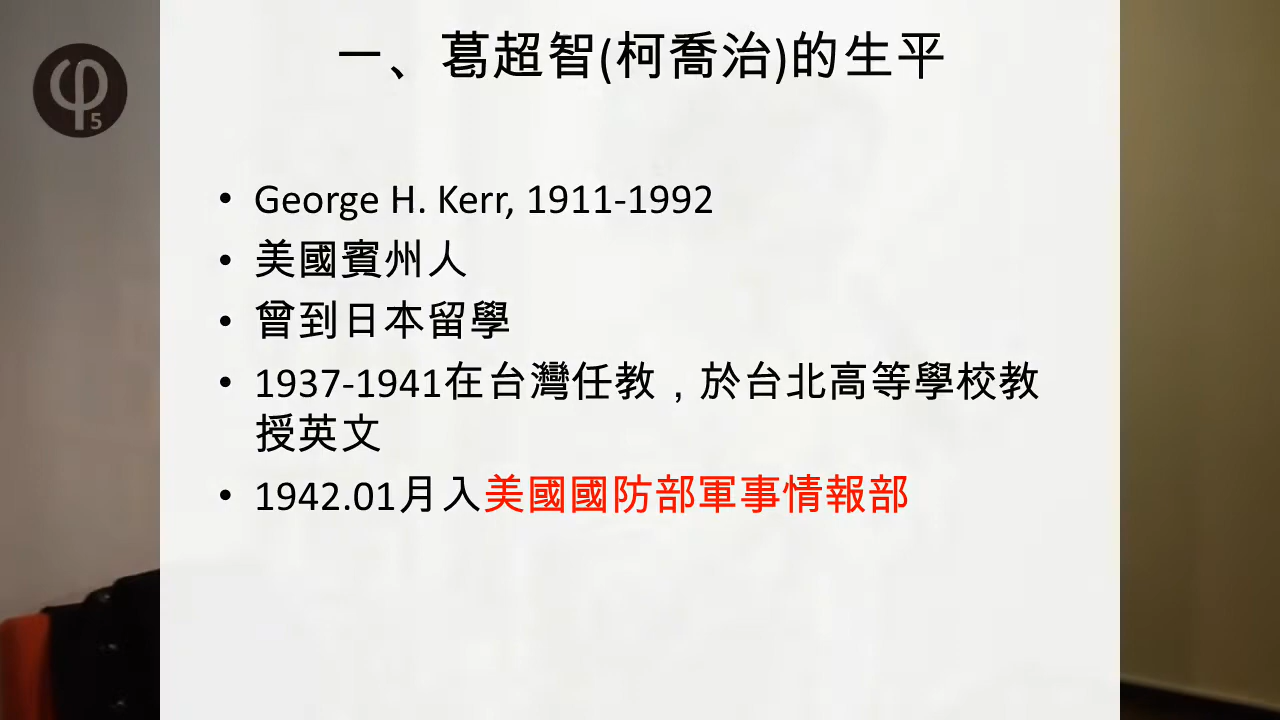 φ5
一、葛超智(柯喬治)的生平
• George H. Kerr, 1911-1992
• 美國賓州人
• 曾到日本留學
• 1937-1941在台灣任教，於台北高等學校教
授英文
• 1942.01月入美國國防部軍事情報部